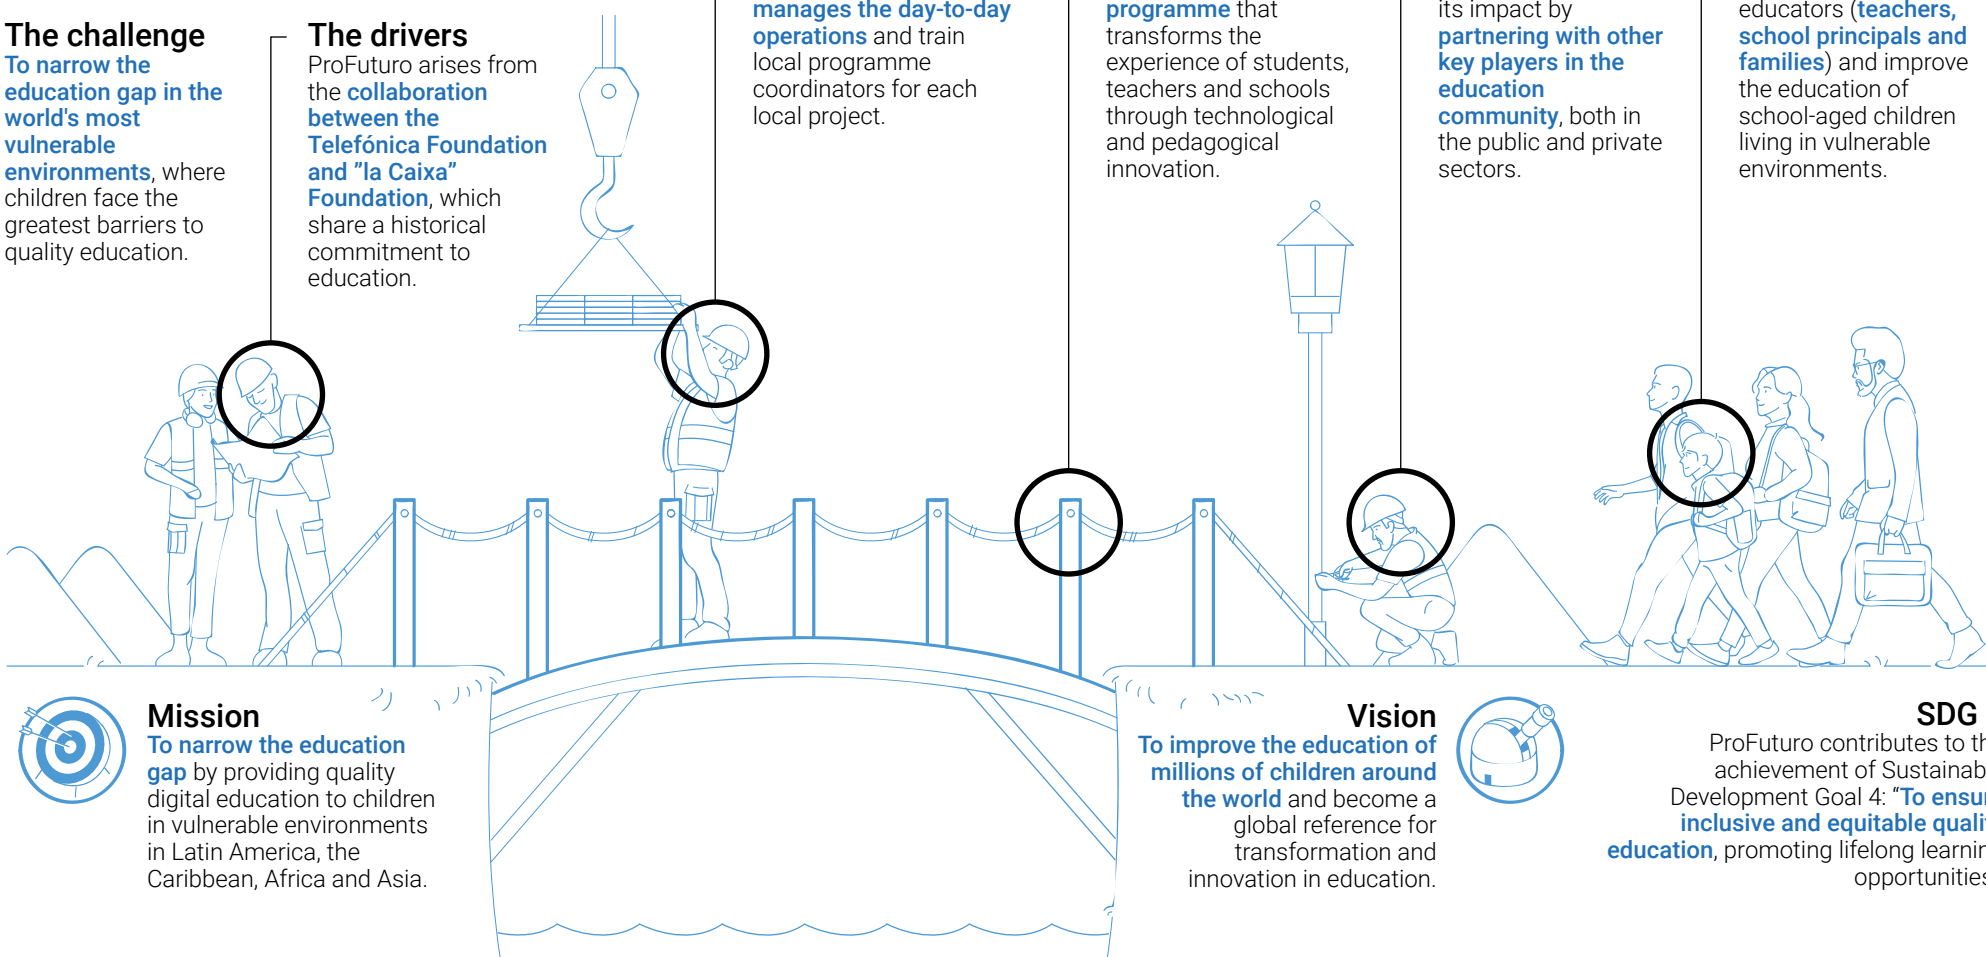 The challenge
To narrow the
education gap in the
world's most
vulnerable
environments, where
children face the
greatest barriers to
quality education.
The drivers
ProFuturo arises from
the collaboration
between the
Telefónica Foundation
and ”la Caixa”
Foundation, which
share a historical
commitment to
education.
manages the day-to-day
operations and train
local programme
coordinators for each
local project.
programme that
transforms the
experience of students,
teachers and schools
through technological
and pedagogical
innovation.
its impact by
partnering with other
key players in the
education
community, both in
the public and private
sectors.
educators (teachers,
school principals and
families) and improve
the education of
school-aged children
living in vulnerable
environments.
Mission
To narrow the education
gap by providing quality
digital education to children
in vulnerable environments
in Latin America, the
Caribbean, Africa and Asia.
Vision
To improve the education of
millions of children around
the world and become a
global reference for
transformation and
innovation in education.
SDG
ProFuturo contributes to th
achievement of Sustainab
Development Goal 4: “To ensur
inclusive and equitable qualit
education, promoting lifelong learnin
opportunities